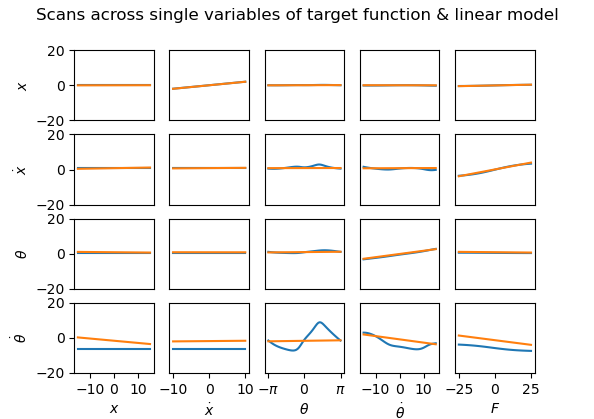 Scans across single variables of target function & linear model
20
0
−20
x
20
0
−20
ẋ
20
0
−20
θ
20
0
−20
θ̇
−10 0 10
−10 0 10
−π 0 π
−10 0 10
−25 0 25
x
ẋ
θ
θ̇
F